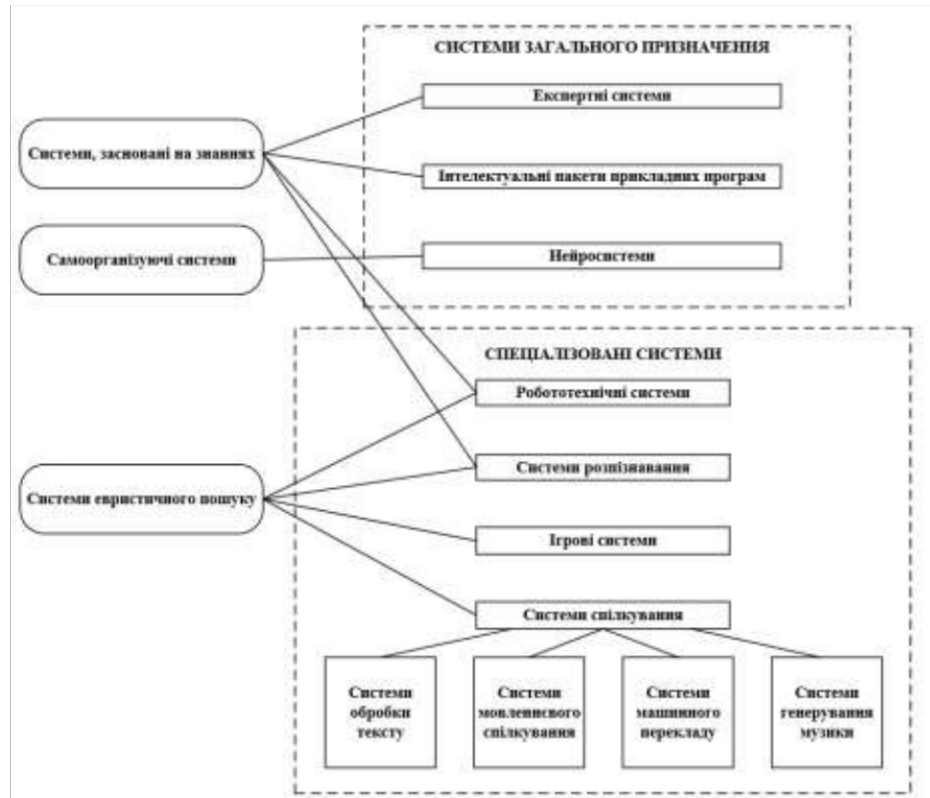 СИСТЕМИ ЗАГАЛЬНОГО ПРИЗНАЧЕННЯ
Експертні системи
Системи, засновані на знаннях
Інтелектуальні пакети прикладних програм
Самоорганізуючі системи
Нейросистеми
СПЕЦІАЛІЗОВАНІ СИСТЕМИ
Робототехнічні системи
Системи розпізнавання
Системи евристичного пошуку
Ігрові системи
Системи спілкування
Системи
обробки
тексту
Системи
мовленнєвого
спілкування
Системи
машинного
перекладу
Системи
генерування
музики